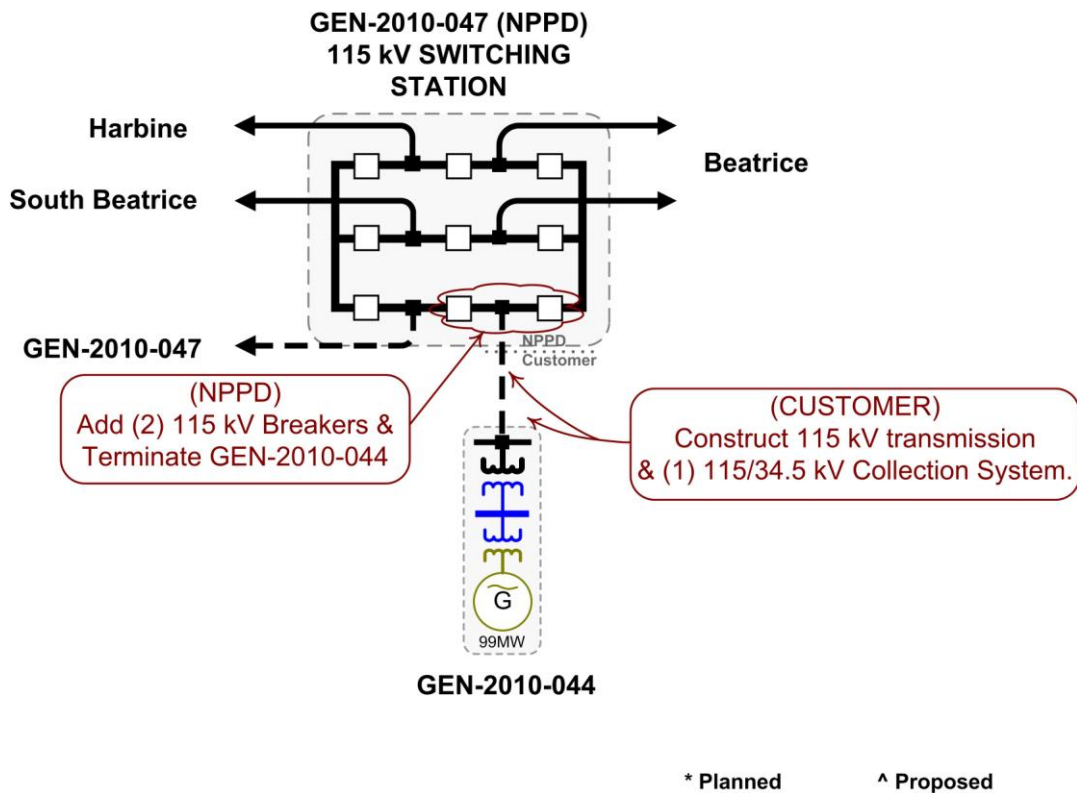 GEN-2010-047 (NPPD)
115 kV SWITCHING
STATION
Harbine
Beatrice
South Beatrice
GEN-2010-047
NPPD
Customer
(NPPD)
Add (2) 115 kV Breakers &
Terminate GEN-2010-044
(CUSTOMER)
Construct 115 kV transmission
& (1) 115/34.5 kV Collection System.
G
99MW
GEN-2010-044
* Planned
^ Proposed